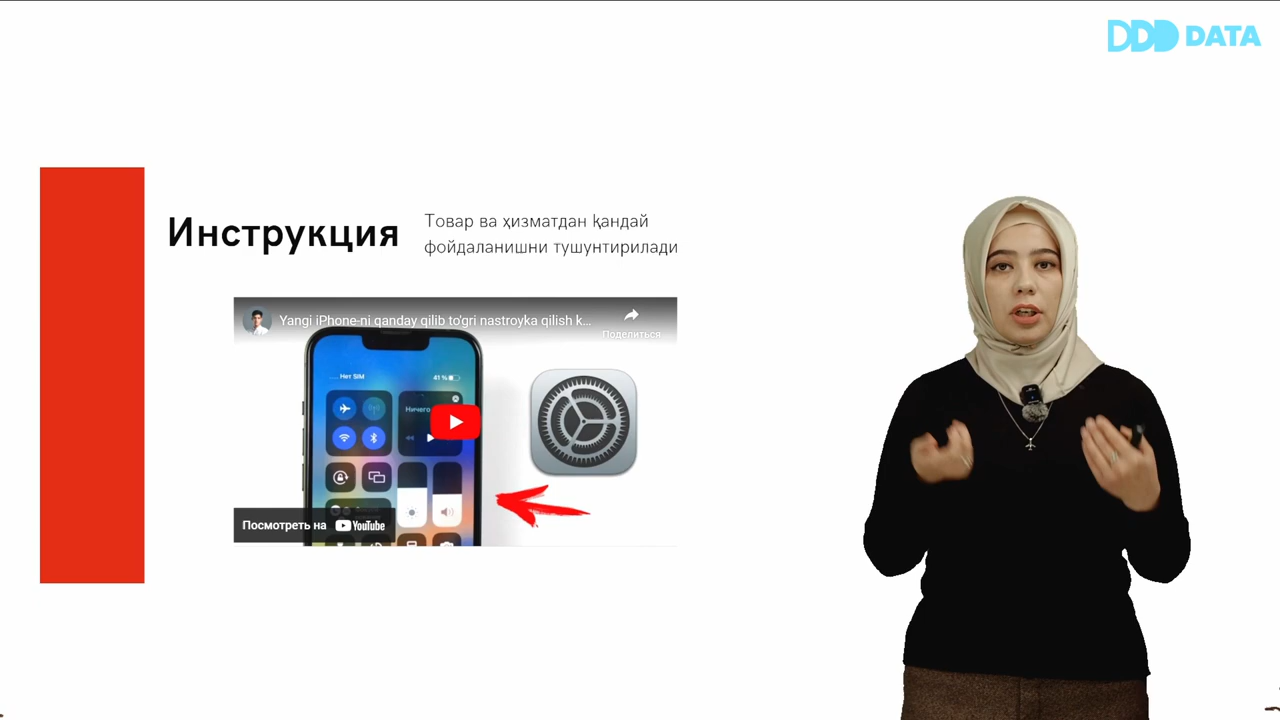 DATA
Инструкция
Товар ва ҳизматдан қандай
фойдаланишни тушунтирилади
Yangi iPhone-ni qanday qilib to'gri nastroyka qilish k...
Поделиться
Нет SIM
41 %
Ничего
Посмотреть на YouTube